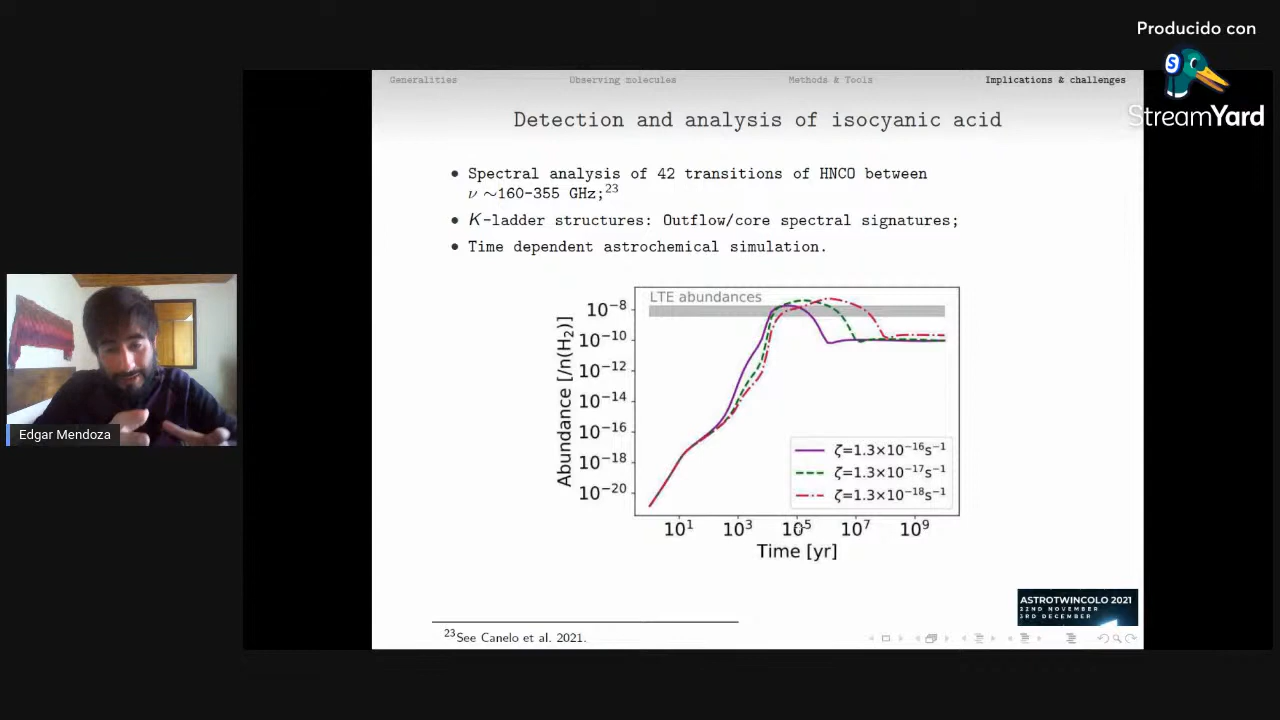 Producido con
StreamYard
Generalities Observing molecules Methods & Tools Implications & challenges
Detection and analysis of isocyanic acid
• Spectral analysis of 42 transitions of HNCO between
ν ∼160-355 GHz;23
• K-ladder structures: Outflow/core spectral signatures;
• Time dependent astrochemical simulation.
LTE abundances
10−8
10−10
10−12
10−14
10−16
10−18
10−20
Abundance [/n(H2)]
ζ=1.3×10−16s−1
ζ=1.3×10−17s−1
ζ=1.3×10−18s−1
101 103 105 107 109
Time [yr]
Edgar Mendoza
ASTROTWINCOLO 2021
22ND NOVEMBER
3RD DECEMBER
23See Canelo et al. 2021.